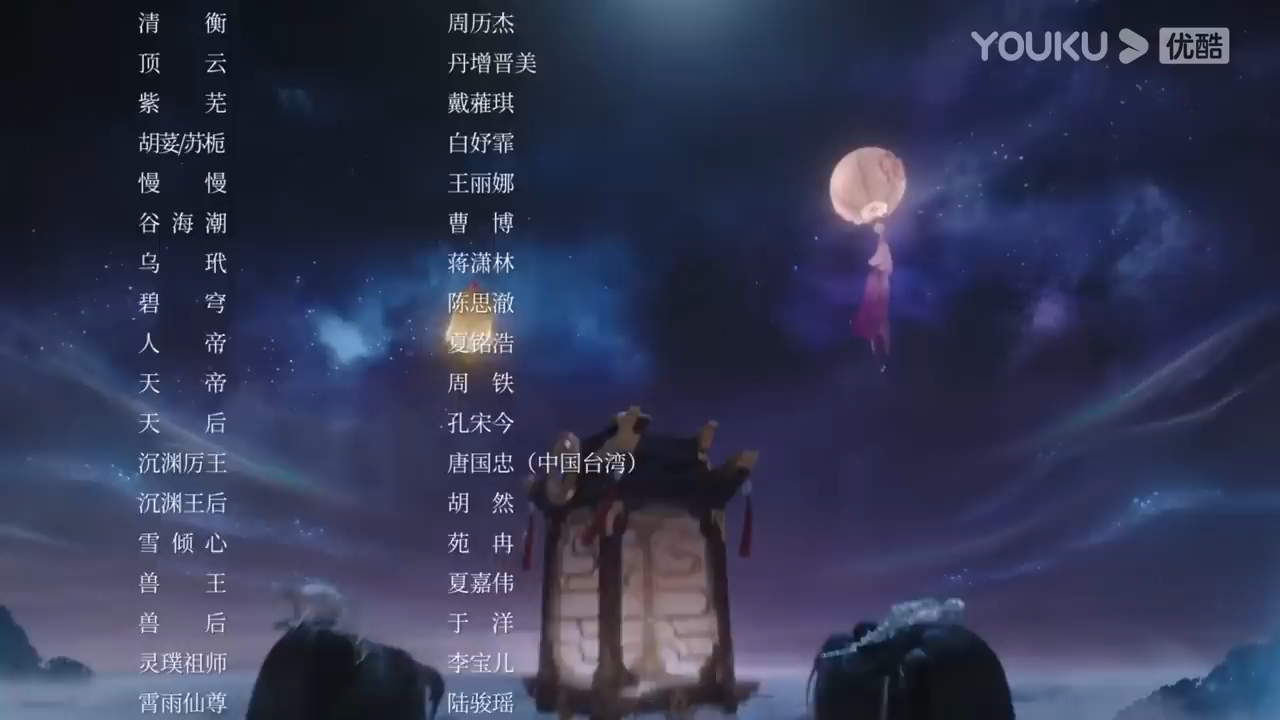 YOUKU 优酷
清衡 周历杰
顶云 丹增晋美
紫芜 戴蕥琪
胡荽/苏栀 白妤霏
慢慢 王丽娜
谷海潮 曹博
乌玳 蒋潇林
碧穹 陈思澈
人帝 夏铭浩
天帝 周铁
天后 孔宋今
沉渊厉王 唐国忠（中国台湾）
沉渊王后 胡然
雪倾心 苑冉
兽王 夏嘉伟
兽后 于洋
灵璞祖师 李宝儿
霄雨仙尊 陆骏瑶